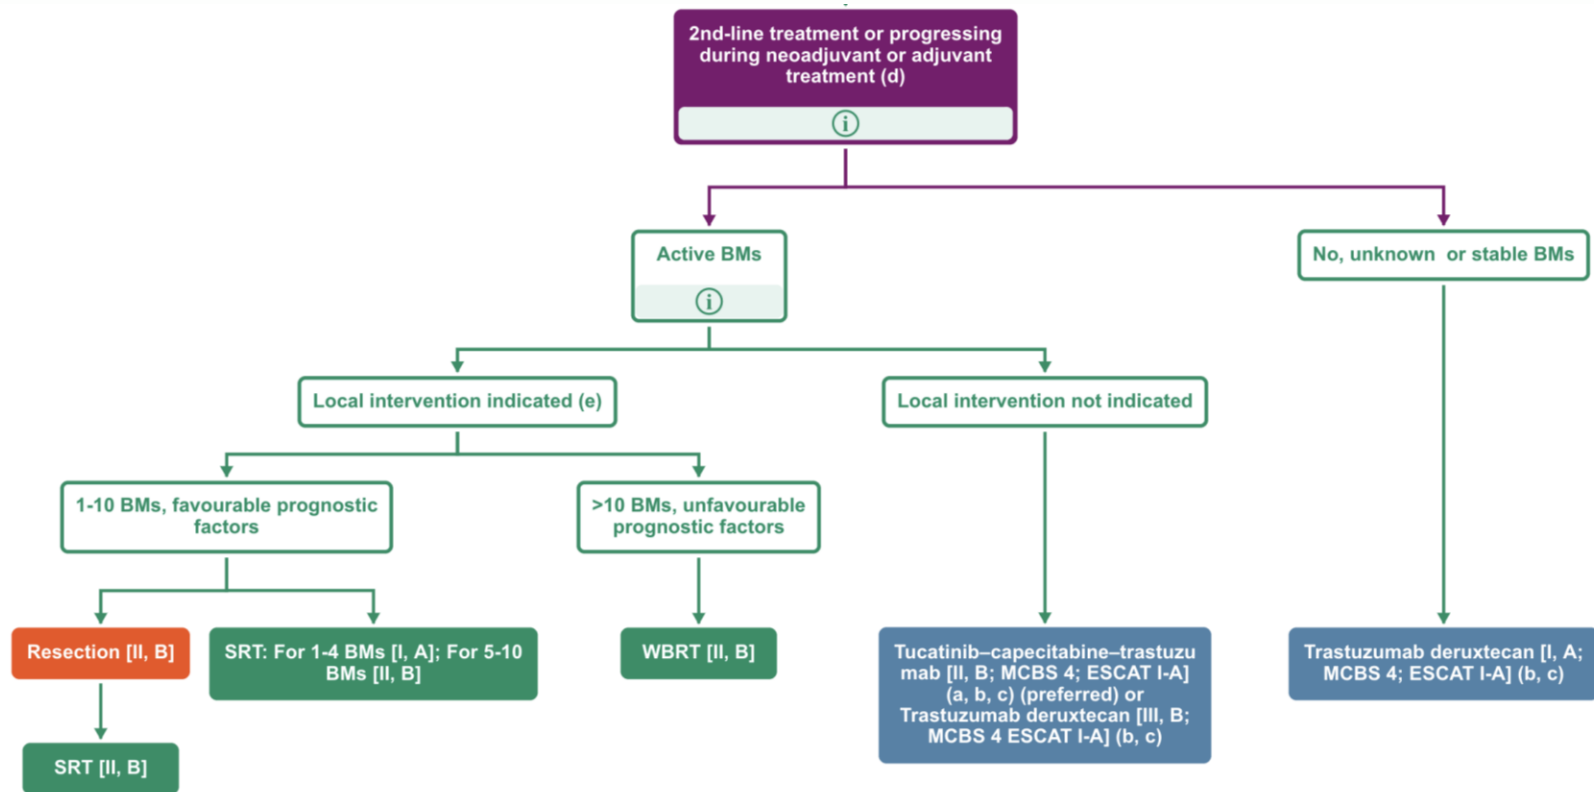 2nd-line treatment or progressing
during neoadjuvant or adjuvant
treatment (d)
i
Active BMs
i
No, unknown or stable BMs
Local intervention indicated (e)
Local intervention not indicated
1-10 BMs, favourable prognostic
factors
>10 BMs, unfavourable
prognostic factors
Resection [II, B]
SRT: For 1-4 BMs [I, A]; For 5-10
BMs [II, B]
WBRT [II, B]
Tucatinib–capecitabine–trastuzu
mab [II, B; MCBS 4; ESCAT I-A]
(a, b, c) (preferred) or
Trastuzumab deruxtecan [III, B;
MCBS 4 ESCAT I-A] (b, c)
Trastuzumab deruxtecan [I, A;
MCBS 4; ESCAT I-A] (b, c)
SRT [II, B]